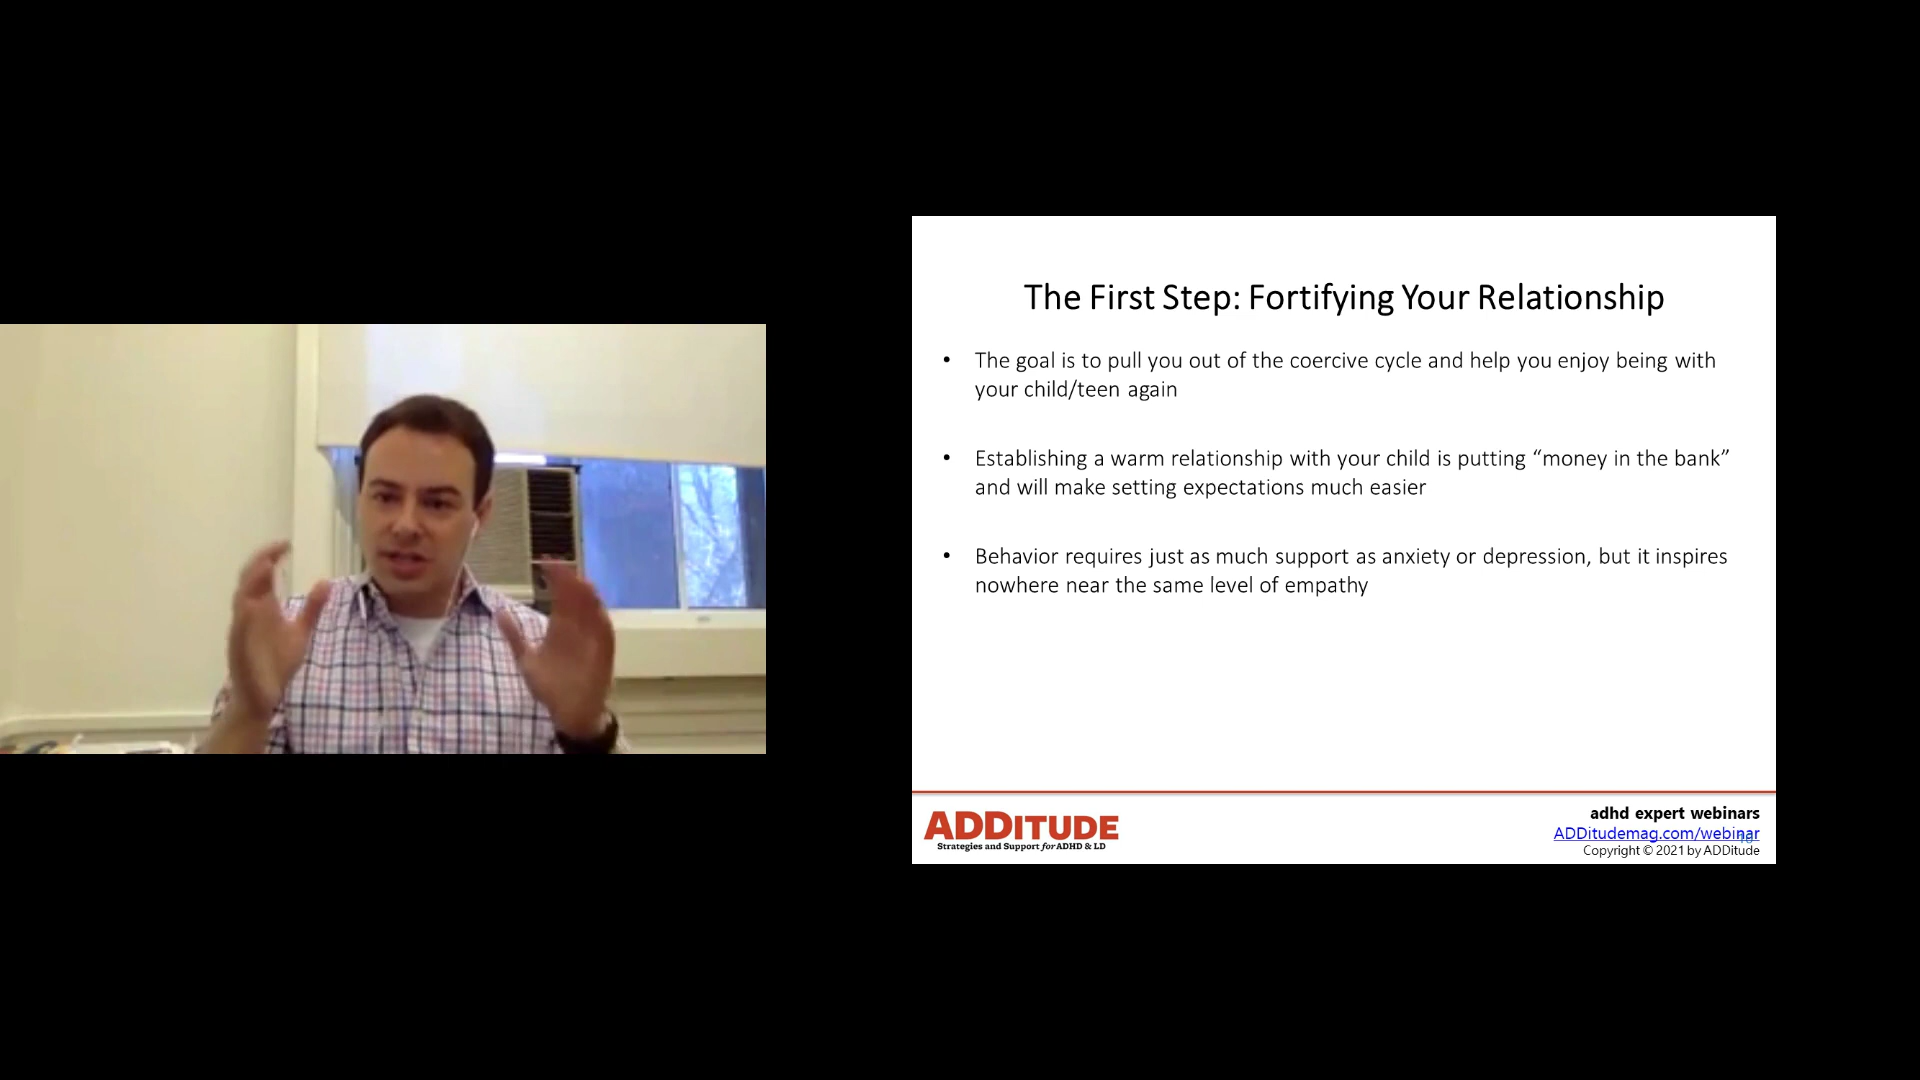 The First Step: Fortifying Your Relationship
• The goal is to pull you out of the coercive cycle and help you enjoy being with
your child/teen again
• Establishing a warm relationship with your child is putting “money in the bank”
and will make setting expectations much easier
• Behavior requires just as much support as anxiety or depression, but it inspires
nowhere near the same level of empathy
ADDITUDE
Strategies and Support for ADHD & LD
adhd expert webinars
ADDitudemag.com/webinar
Copyright © 2021 by ADDitude